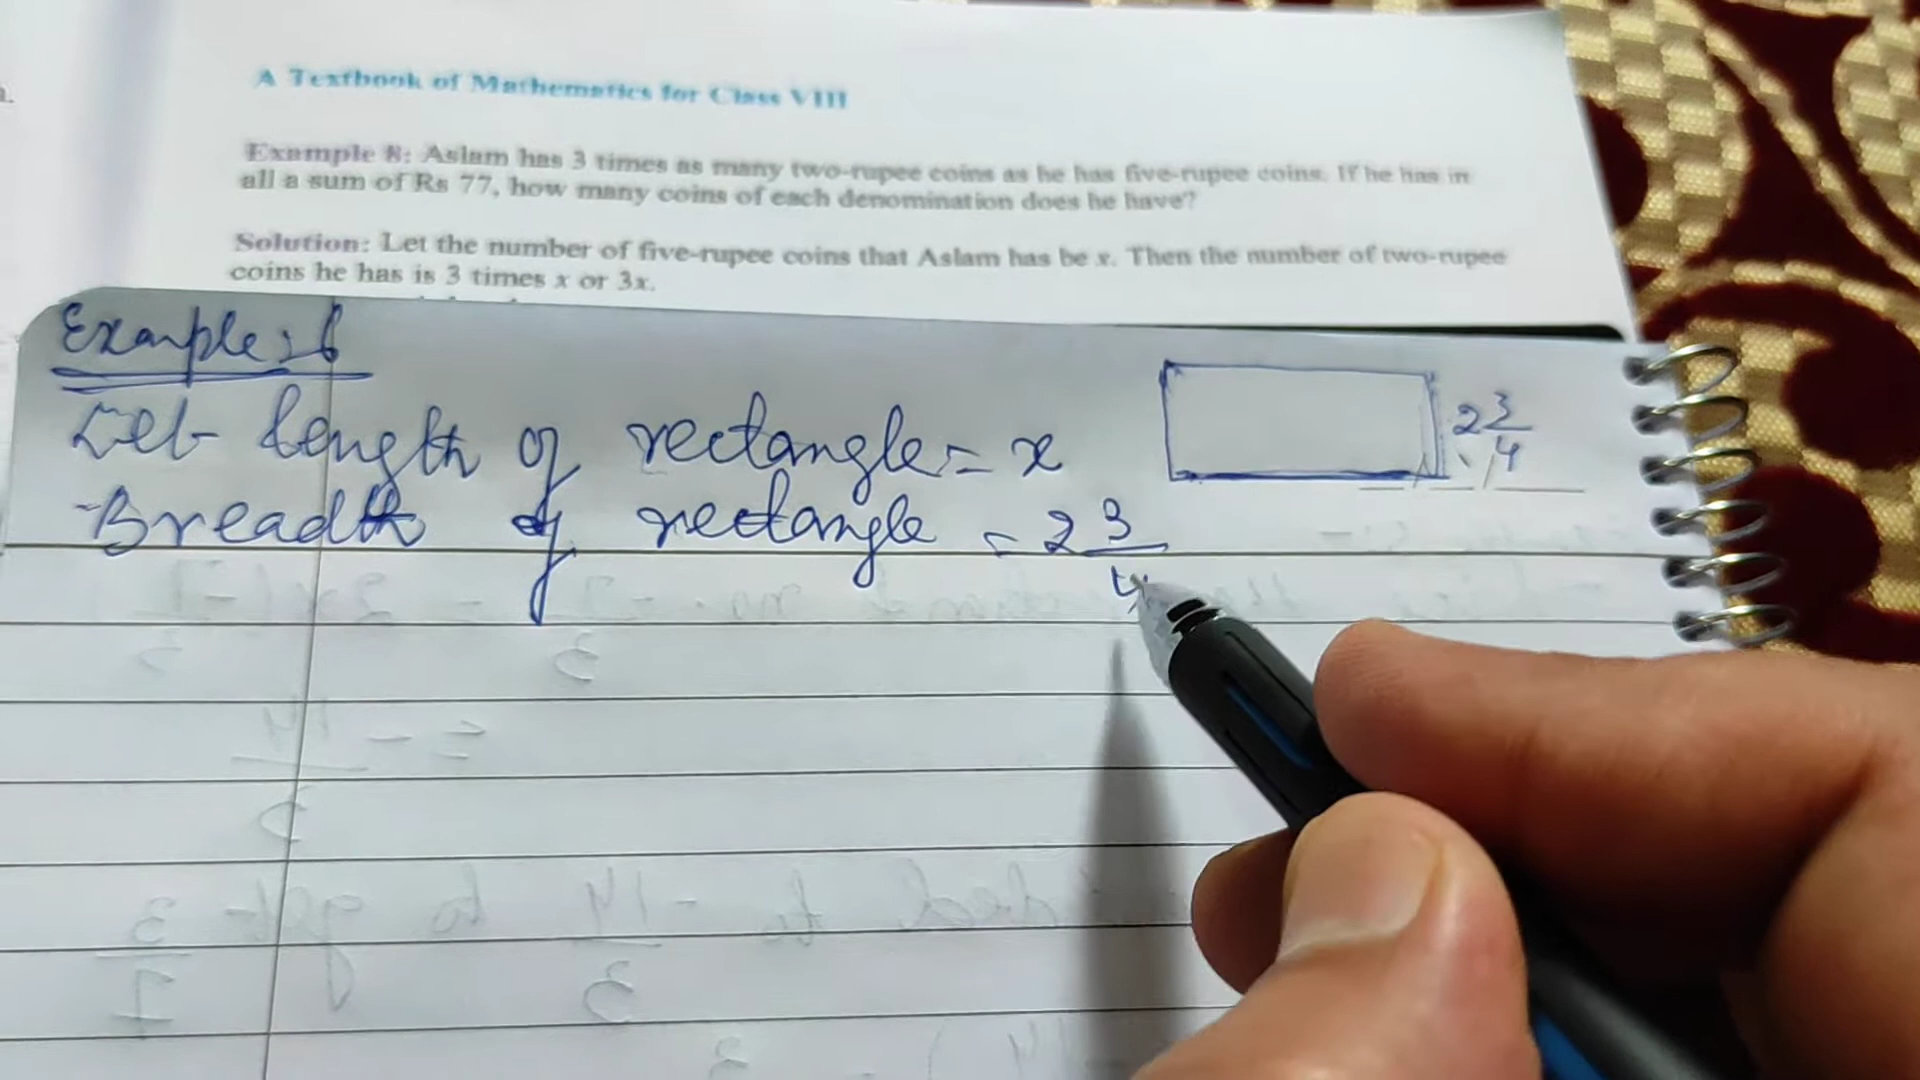 A Textbook of Mathematics for Class VIII
Example 8: Aslam has 3 times as many two-rupee coins as he has five-rupee coins. If he has in
all a sum of Rs 77, how many coins of each denomination does he have?
Solution: Let the number of five-rupee coins that Aslam has be x. Then the number of two-rupee
coins he has is 3 times x or 3x.
Example :- 6
Let length of rectangle = x
2 3/4
Breadth of rectangle = 2 3/4